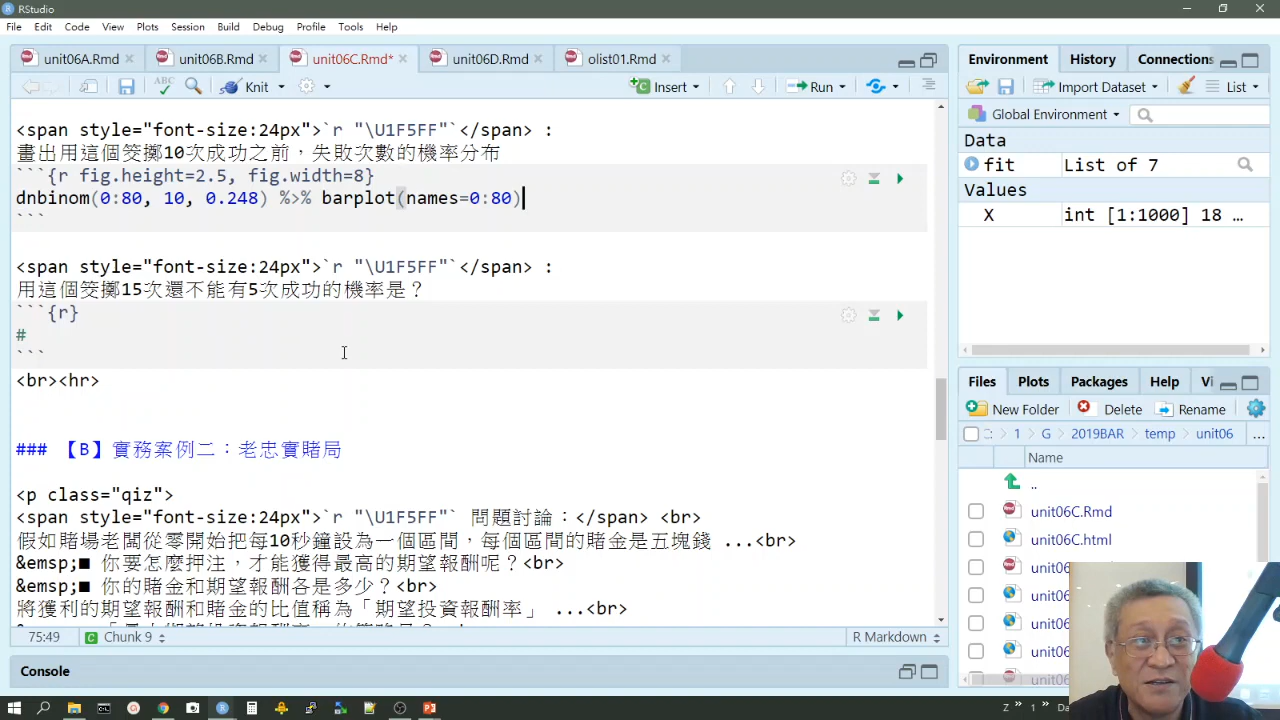 RStudio
File Edit Code View Plots Session Build Debug Profile Tools Help
unit06A.Rmd unit06B.Rmd unit06C.Rmd* unit06D.Rmd olist01.Rmd
ABC Knit Insert Run
<span style="font-size:24px">`r "\U1F5FF"`</span> :
畫出用這個筊擲10次成功之前，失敗次數的機率分布
```{r fig.height=2.5, fig.width=8}
dnbinom(0:80, 10, 0.248) %>% barplot(names=0:80)
```
<span style="font-size:24px">`r "\U1F5FF"`</span> :
用這個筊擲15次還不能有5次成功的機率是？
```{r}
#
```
<br><hr>
### 【B】實務案例二：老忠實賭局
<p class="qiz">
<span style="font-size:24px">`r "\U1F5FF"` 問題討論：</span> <br>
假如賭場老闆從零開始把每10秒鐘設為一個區間，每個區間的賭金是五塊錢 ...<br>
&emsp;■ 你要怎麼押注，才能獲得最高的期望報酬呢？<br>
&emsp;■ 你的賭金和期望報酬各是多少？<br>
將獲利的期望報酬和賭金的比值稱為「期望投資報酬率」 ...<br>
75:49 Chunk 9 R Markdown
Console
Environment History Connections
Import Dataset List
Global Environment
Data
fit List of 7
Values
X int [1:1000] 18 …
Files Plots Packages Help Vi
New Folder Delete Rename
C: 1 G 2019BAR temp unit06 ...
Name
..
unit06C.Rmd
unit06C.html
unit06
unit06
unit06
unit06
unit06